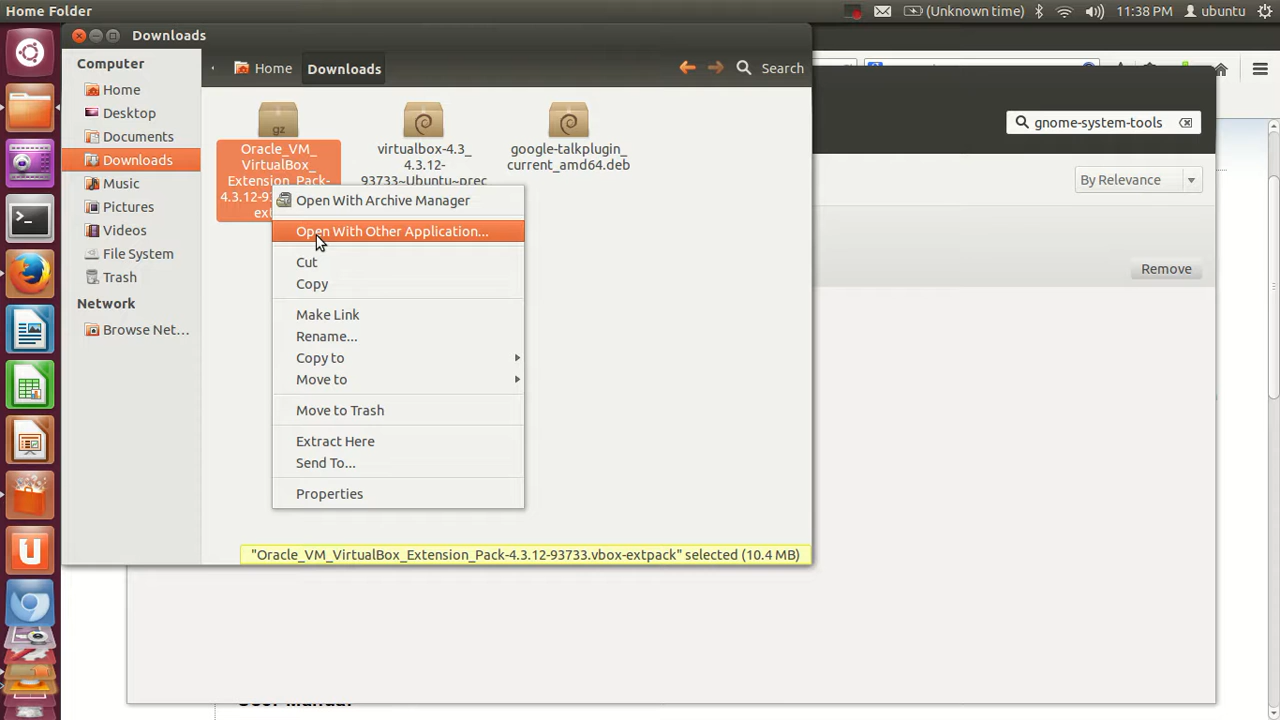 Home Folder
(Unknown time)
11:38 PM
ubuntu
Downloads
Computer
Home
Desktop
Documents
Downloads
Music
Pictures
Videos
File System
Trash
Network
Browse Net...
Home
Downloads
Search
gz
Oracle_VM_
VirtualBox_
Extension_Pack-
virtualbox-4.3_
4.3.12-
93733~Ubuntu~prec
google-talkplugin_
current_amd64.deb
Open With Archive Manager
Open With Other Application...
Cut
Copy
Make Link
Rename...
Copy to
Move to
Move to Trash
Extract Here
Send To...
Properties
"Oracle_VM_VirtualBox_Extension_Pack-4.3.12-93733.vbox-extpack" selected (10.4 MB)
gnome-system-tools
By Relevance
Remove